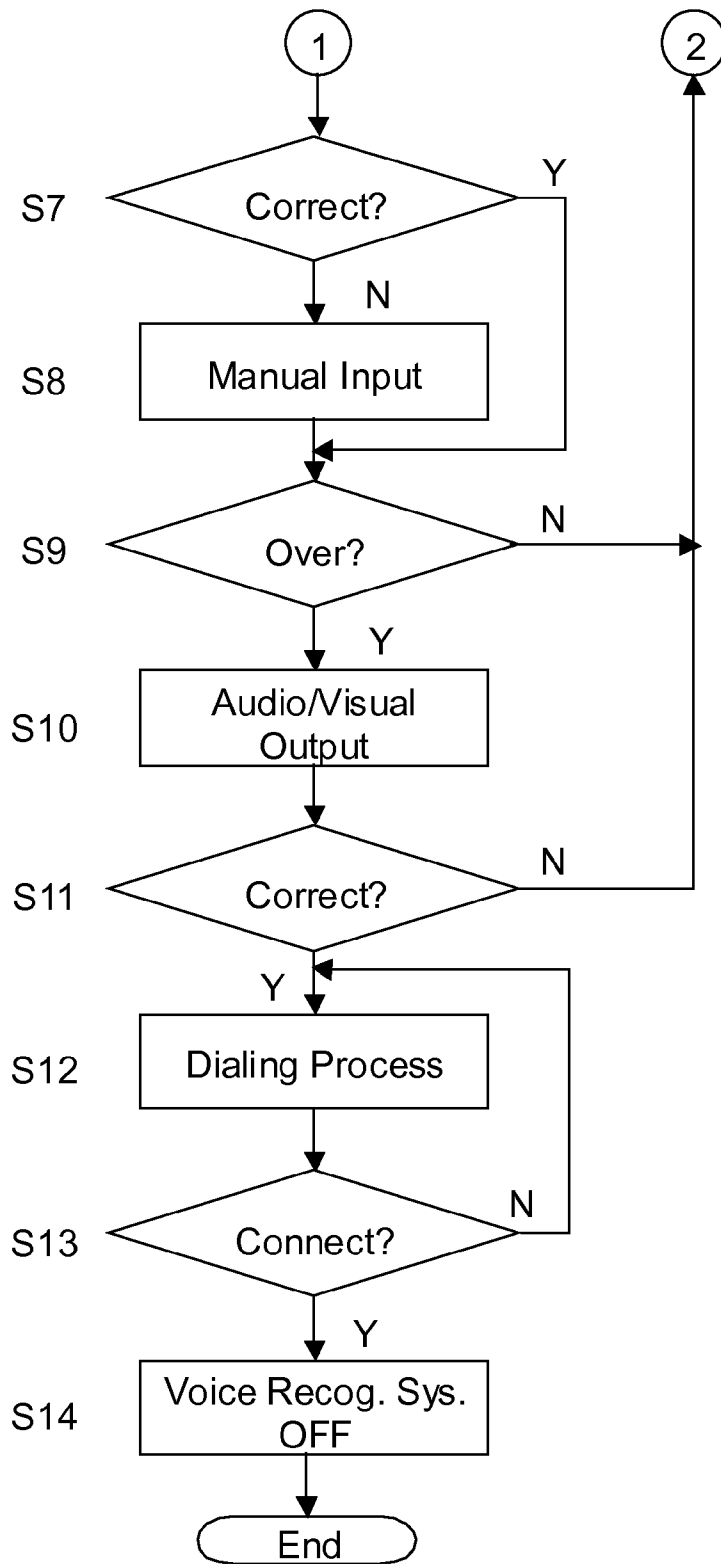 1
2
S7
Correct?
Y
N
S8
Manual Input
S9
Over?
N
Y
S10
Audio/Visual
Output
S11
Correct?
N
Y
S12
Dialing Process
S13
Connect?
N
Y
S14
Voice Recog. Sys.
OFF
End